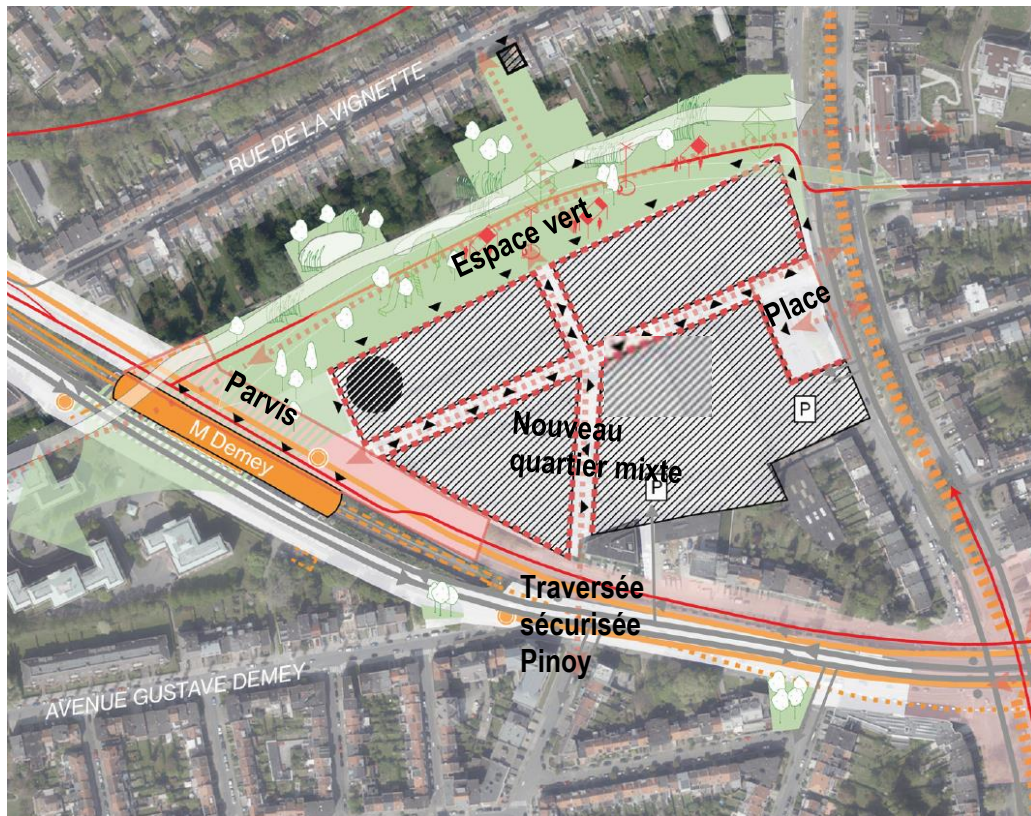 RUE DE LA VIGNETTE
Espace vert
Place
Parvis
M Demey
Nouveau
quartier mixte
P
P
Traversée
sécurisée
Pinoy
AVENUE GUSTAVE DEMEY